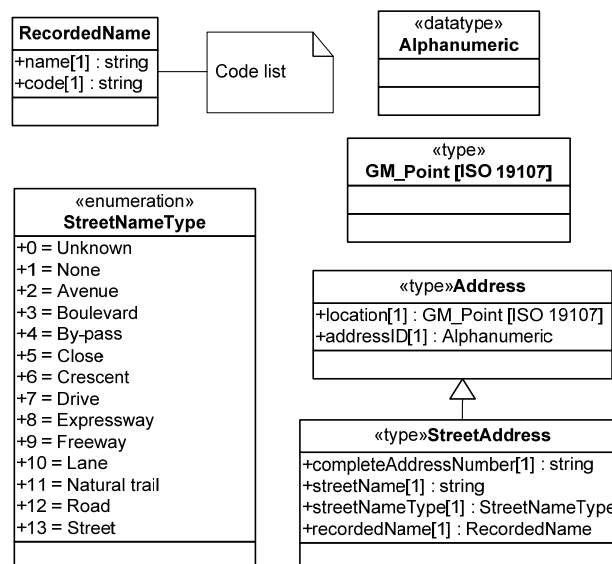 RecordedName
+name[1] : string
+code[1] : string
Code list
«datatype»
Alphanumeric
«type»
GM_Point [ISO 19107]
«enumeration»
StreetNameType
+0 = Unknown
+1 = None
+2 = Avenue
+3 = Boulevard
+4 = By-pass
+5 = Close
+6 = Crescent
+7 = Drive
+8 = Expressway
+9 = Freeway
+10 = Lane
+11 = Natural trail
+12 = Road
+13 = Street
«type»Address
+location[1] : GM_Point [ISO 19107]
+addressID[1] : Alphanumeric
«type»StreetAddress
+completeAddressNumber[1] : string
+streetName[1] : string
+streetNameType[1] : StreetNameType
+recordedName[1] : RecordedName